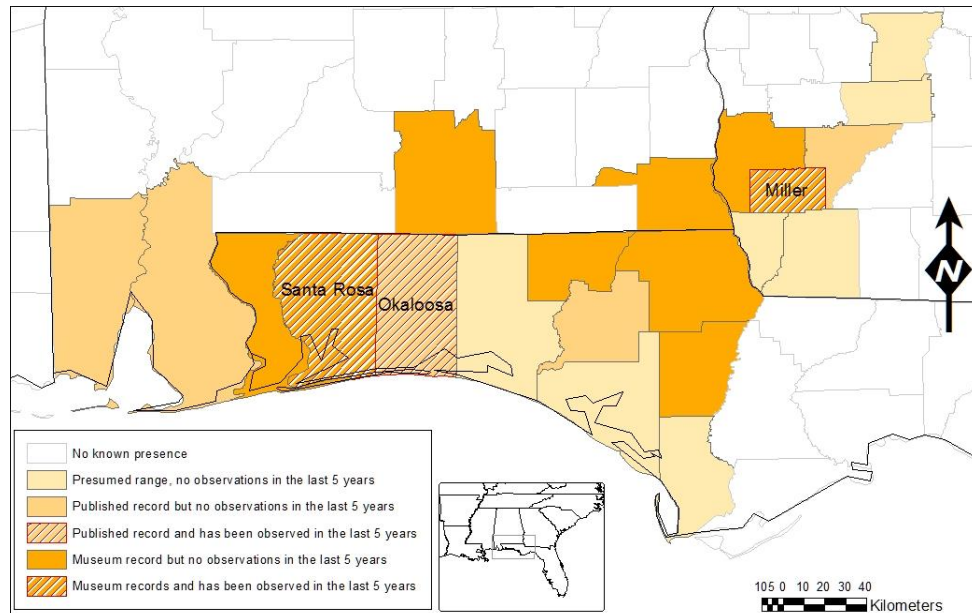 Miller
Santa Rosa
Okaloosa
N
No known presence
Presumed range, no observations in the last 5 years
Published record but no observations in the last 5 years
Published record and has been observed in the last 5 years
Museum record but no observations in the last 5 years
Museum records and has been observed in the last 5 years
105 0 10 20 30 40
Kilometers